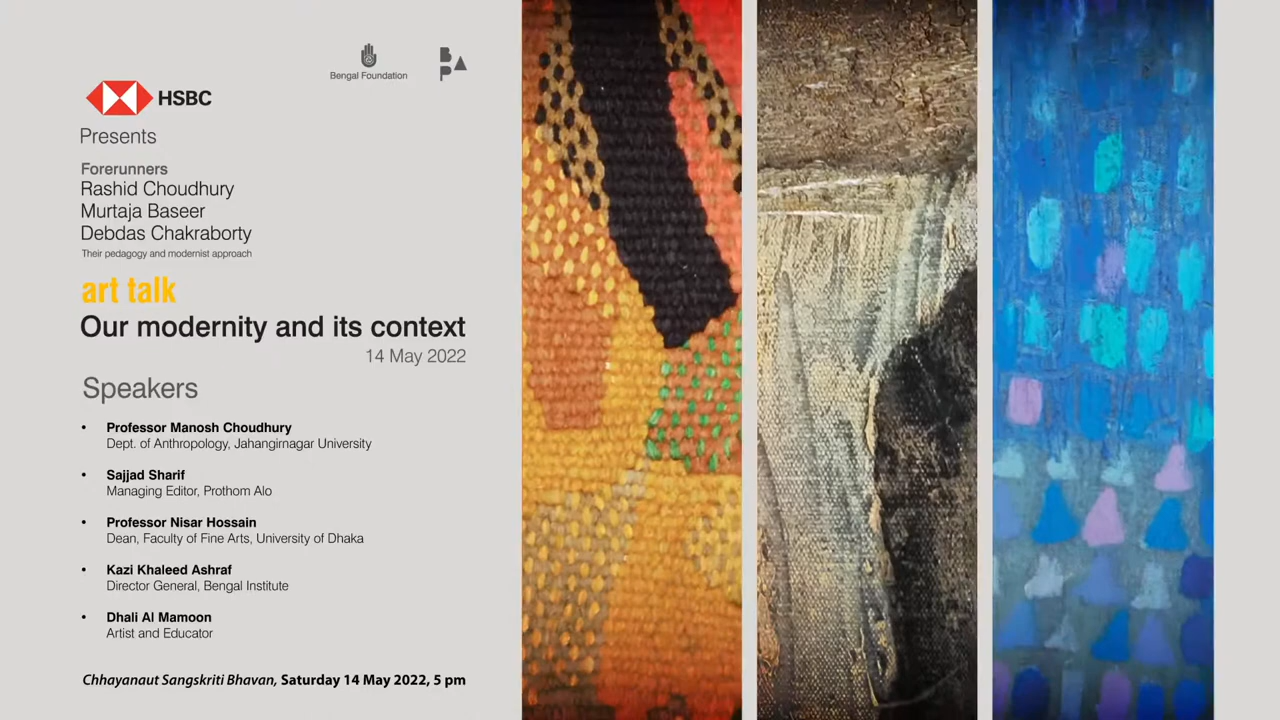 Bengal Foundation
B A P
HSBC
Presents
Forerunners
Rashid Choudhury
Murtaja Baseer
Debdas Chakraborty
Their pedagogy and modernist approach
art talk
Our modernity and its context
14 May 2022
Speakers
• Professor Manosh Choudhury
Dept. of Anthropology, Jahangirnagar University
• Sajjad Sharif
Managing Editor, Prothom Alo
• Professor Nisar Hossain
Dean, Faculty of Fine Arts, University of Dhaka
• Kazi Khaleed Ashraf
Director General, Bengal Institute
• Dhali Al Mamoon
Artist and Educator
Chhayanaut Sangskriti Bhavan, Saturday 14 May 2022, 5 pm